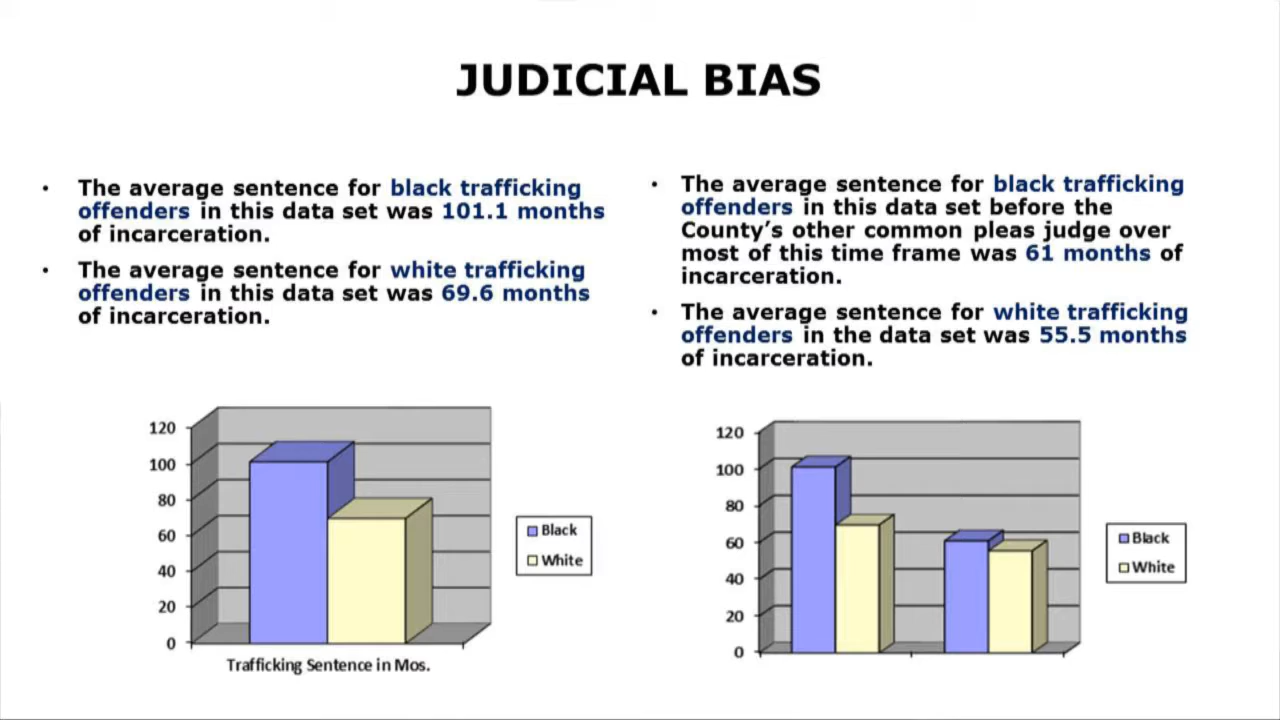 JUDICIAL BIAS
• The average sentence for black trafficking
offenders in this data set was 101.1 months
of incarceration.
• The average sentence for white trafficking
offenders in this data set was 69.6 months
of incarceration.
• The average sentence for black trafficking
offenders in this data set before the
County’s other common pleas judge over
most of this time frame was 61 months of
incarceration.
• The average sentence for white trafficking
offenders in the data set was 55.5 months
of incarceration.
120
100
80
60
40
20
0
Trafficking Sentence in Mos.
Black
White
120
100
80
60
40
20
0
Black
White